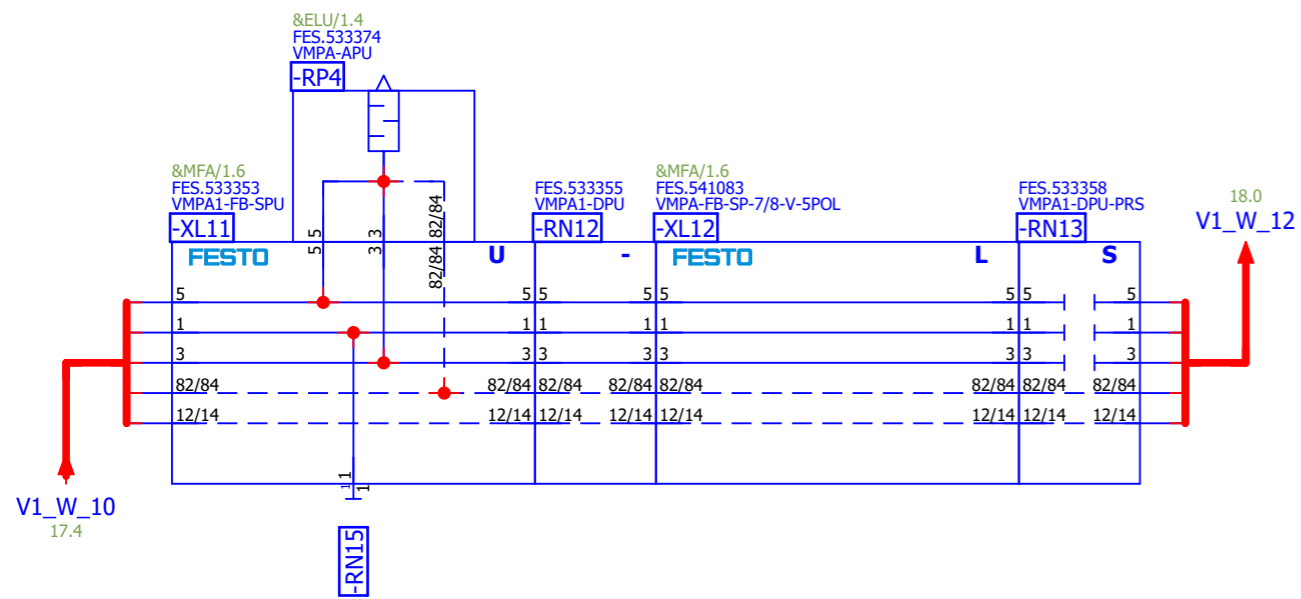 &ELU/1.4
FES.533374
VMPA-APU
-RP4
&MFA/1.6
FES.533353
VMPA1-FB-SPU
-XL11
FES.533355
VMPA1-DPU
-RN12
&MFA/1.6
FES.541083
VMPA-FB-SP-7/8-V-5POL
-XL12
FES.533358
VMPA1-DPU-PRS
-RN13
18.0
V1_W_12
5 3 82/84
5 3 82/84
FESTO U - FESTO L S
5 5 5 5 5 5 5 5
1 1 1 1 1 1 1 1
3 3 3 3 3 3 3 3
82/84 82/84 82/84 82/84 82/84 82/84 82/84 82/84
12/14 12/14 12/14 12/14 12/14 12/14 12/14 12/14
1
1 1
V1_W_10
17.4
-RN15